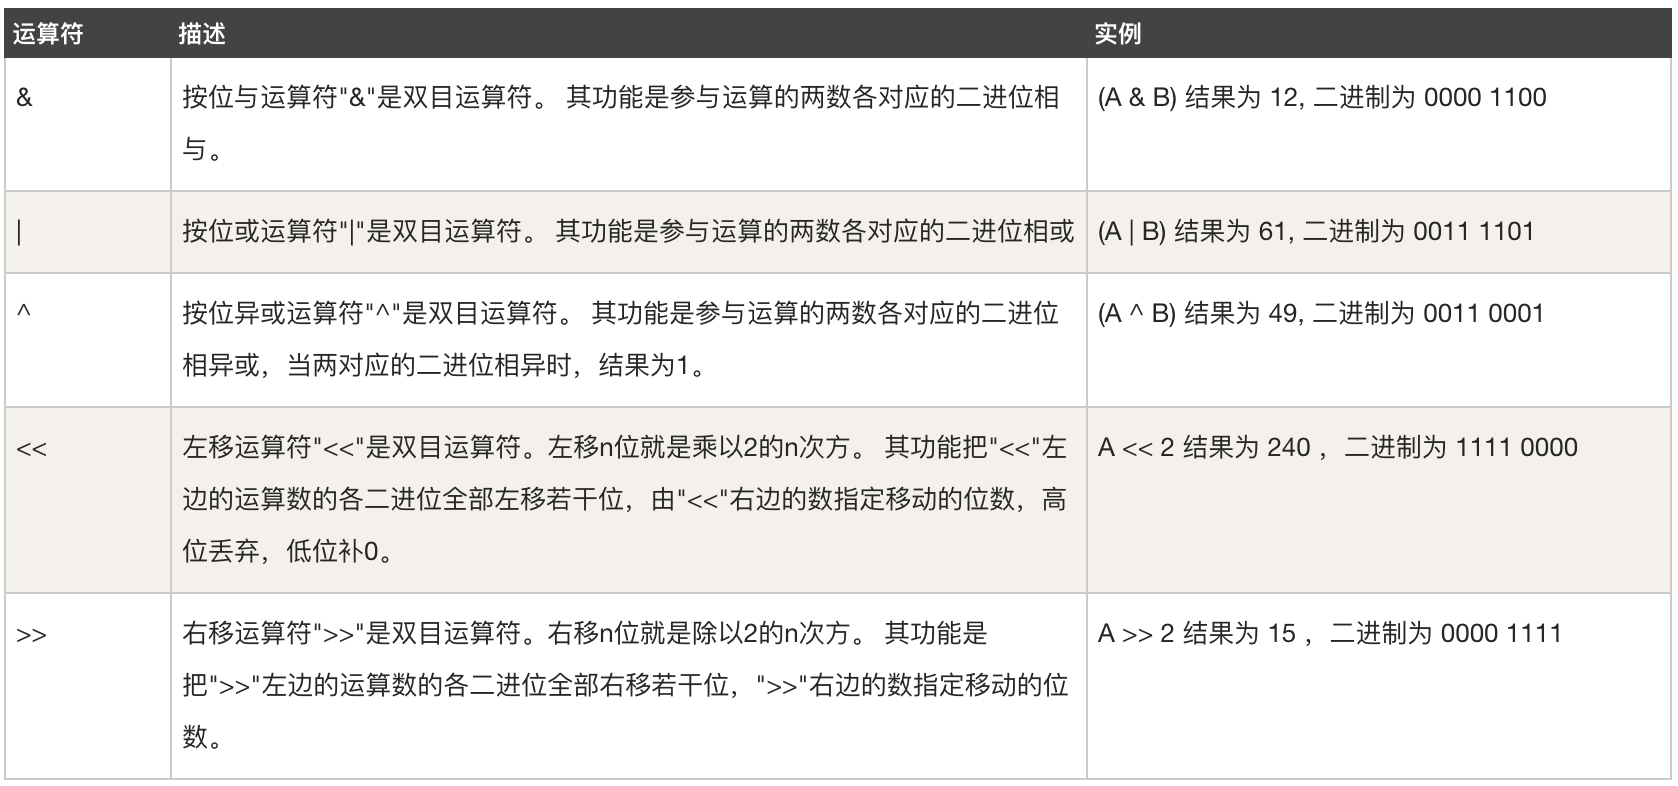 运算符 描述 实例
& 按位与运算符"&"是双目运算符。 其功能是参与运算的两数各对应的二进位相 (A & B) 结果为 12, 二进制为 0000 1100
与。
| 按位或运算符"|"是双目运算符。 其功能是参与运算的两数各对应的二进位相或 (A | B) 结果为 61, 二进制为 0011 1101
^ 按位异或运算符"^"是双目运算符。 其功能是参与运算的两数各对应的二进位 (A ^ B) 结果为 49, 二进制为 0011 0001
相异或，当两对应的二进位相异时，结果为1。
<< 左移运算符"<<"是双目运算符。左移n位就是乘以2的n次方。 其功能把"<<"左 A << 2 结果为 240 ，二进制为 1111 0000
边的运算数的各二进位全部左移若干位，由"<<"右边的数指定移动的位数，高
位丢弃，低位补0。
>> 右移运算符">>"是双目运算符。右移n位就是除以2的n次方。 其功能是 A >> 2 结果为 15 ，二进制为 0000 1111
把">>"左边的运算数的各二进位全部右移若干位，">>"右边的数指定移动的位
数。